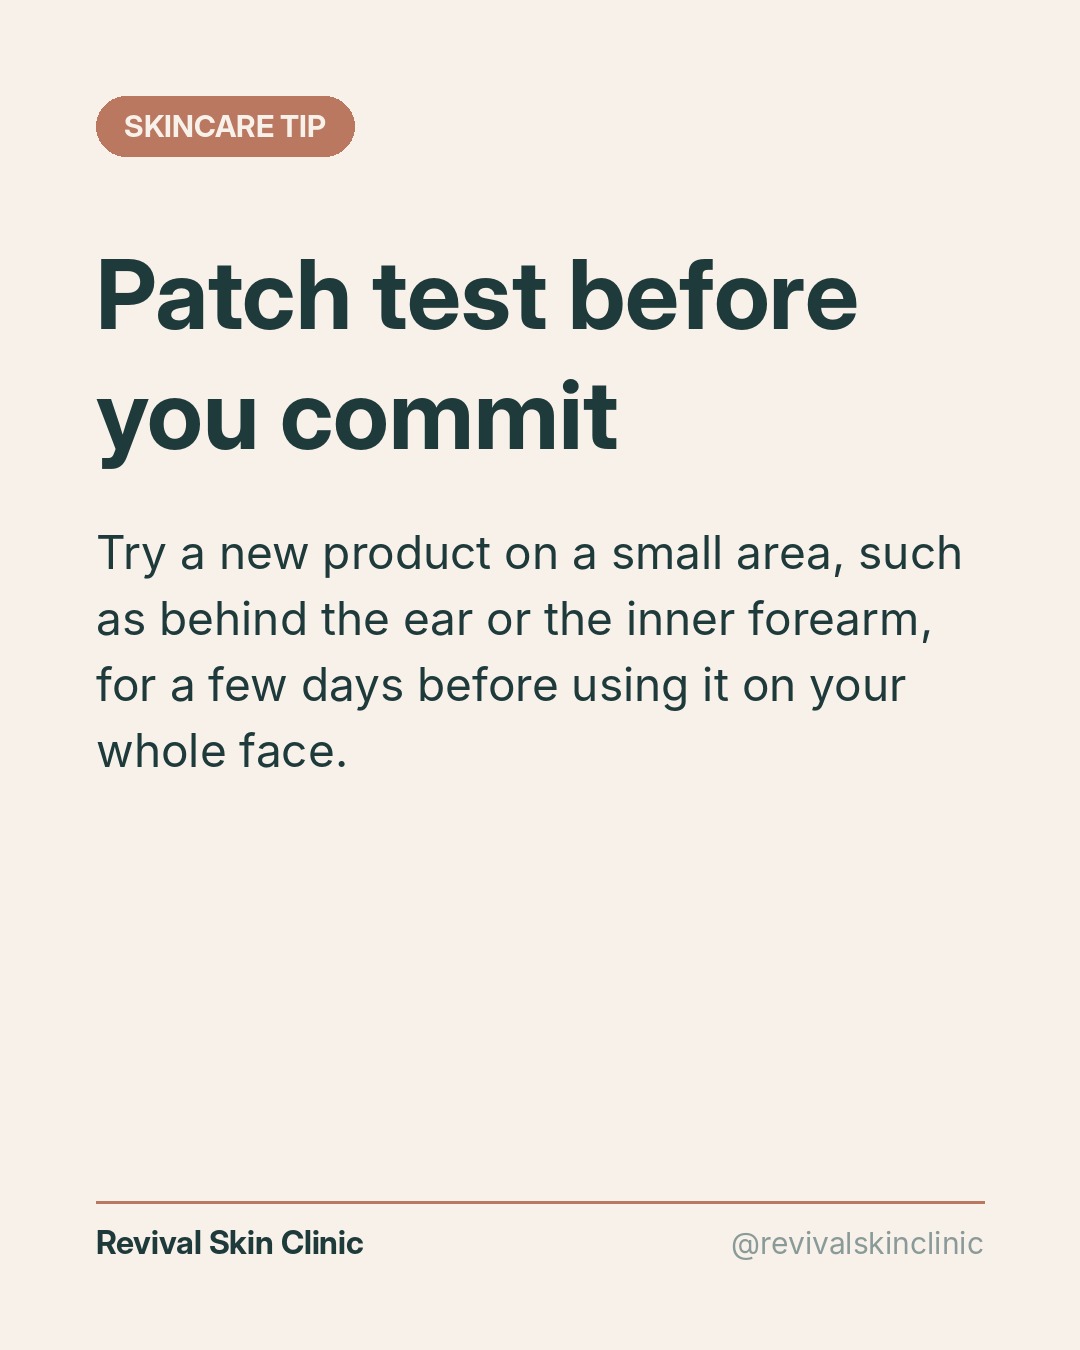 SKINCARE TIP
Patch test before
you commit
Try a new product on a small area, such
as behind the ear or the inner forearm,
for a few days before using it on your
whole face.
Revival Skin Clinic
@revivalskinclinic